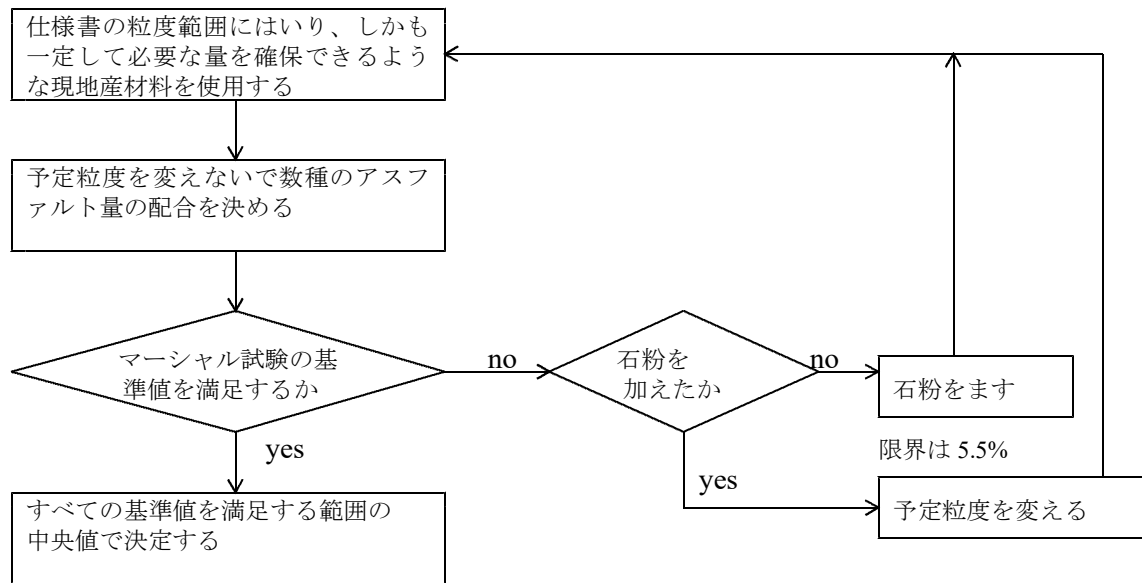 仕様書の粒度範囲にはいり、しかも
一定して必要な量を確保できるよう
な現地産材料を使用する
予定粒度を変えないで数種のアスフ
ァルト量の配合を決める
マーシャル試験の基
準値を満足するか
no
石粉を
加えたか
no
石粉をます
限界は 5.5%
yes
yes
予定粒度を変える
すべての基準値を満足する範囲の
中央値で決定する